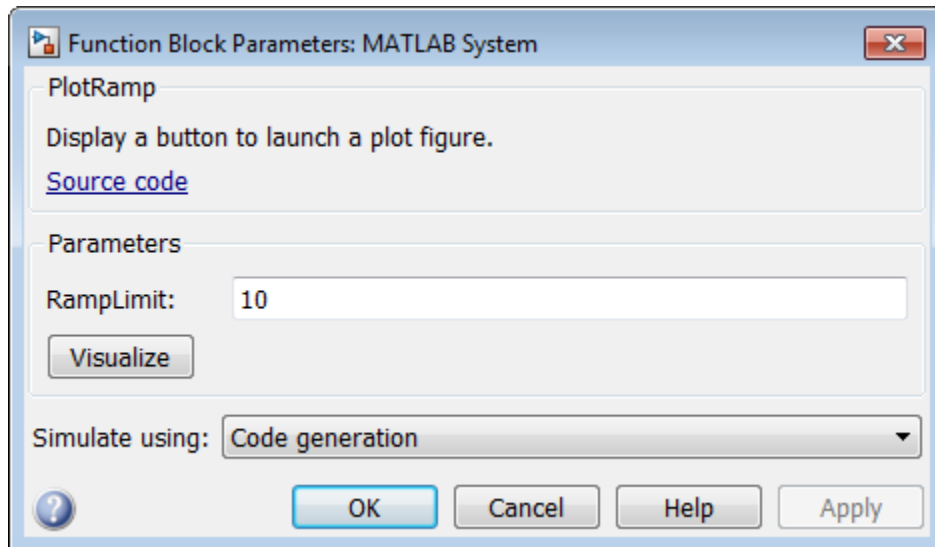 Function Block Parameters: MATLAB System
PlotRamp
Display a button to launch a plot figure.
Source code
Parameters
RampLimit: 10
Visualize
Simulate using: Code generation
? OK Cancel Help Apply